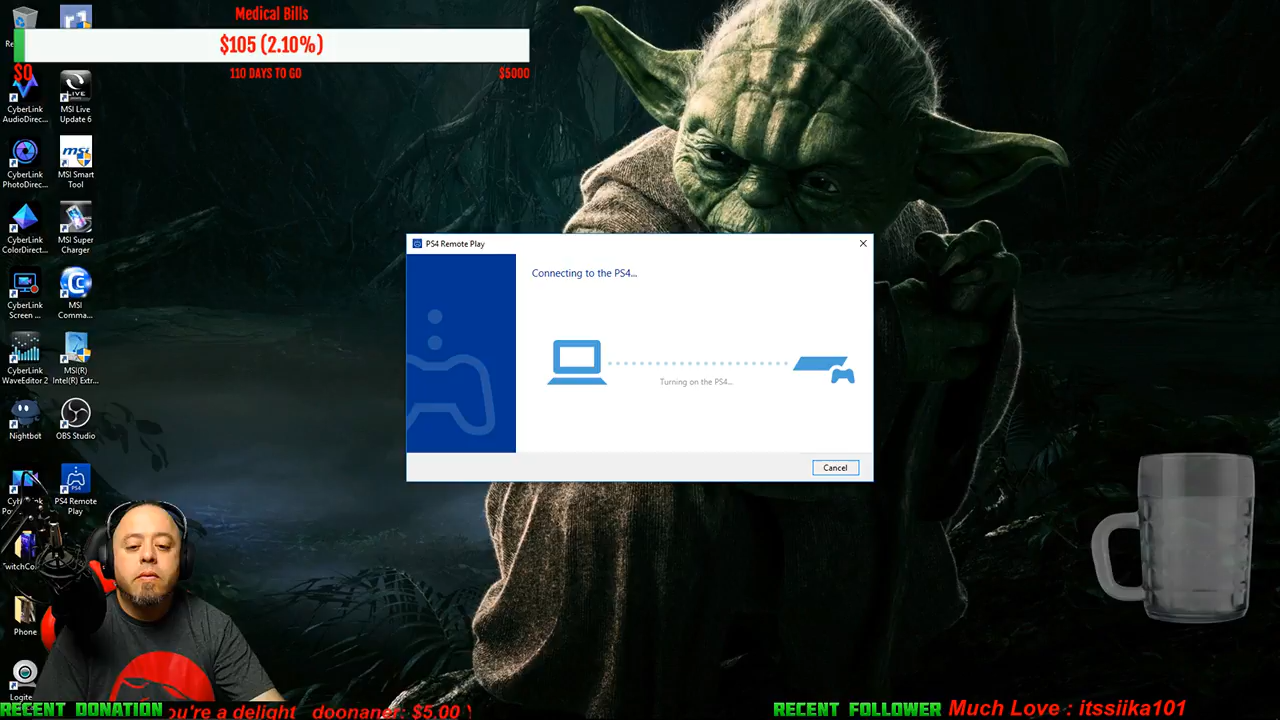 Medical Bills
$105 (2.10%)
$0
110 DAYS TO GO
$5000
CyberLink AudioDirec...
MSI Live Update 6
CyberLink PhotoDirec...
msi
MSI Smart Tool
CyberLink ColorDirect...
MSI Super Charger
CyberLink Screen ...
MSI Comma...
CyberLink WaveEditor 2
MSI(R) Intel(R) Extr...
Nightbot
OBS Studio
PS4 Remote Play
Phone
PS4 Remote Play
Connecting to the PS4...
Turning on the PS4...
Cancel
RECENT DONATION
ou're a delight doonaner: $5.00
RECENT FOLLOWER
Much Love : itssiika101